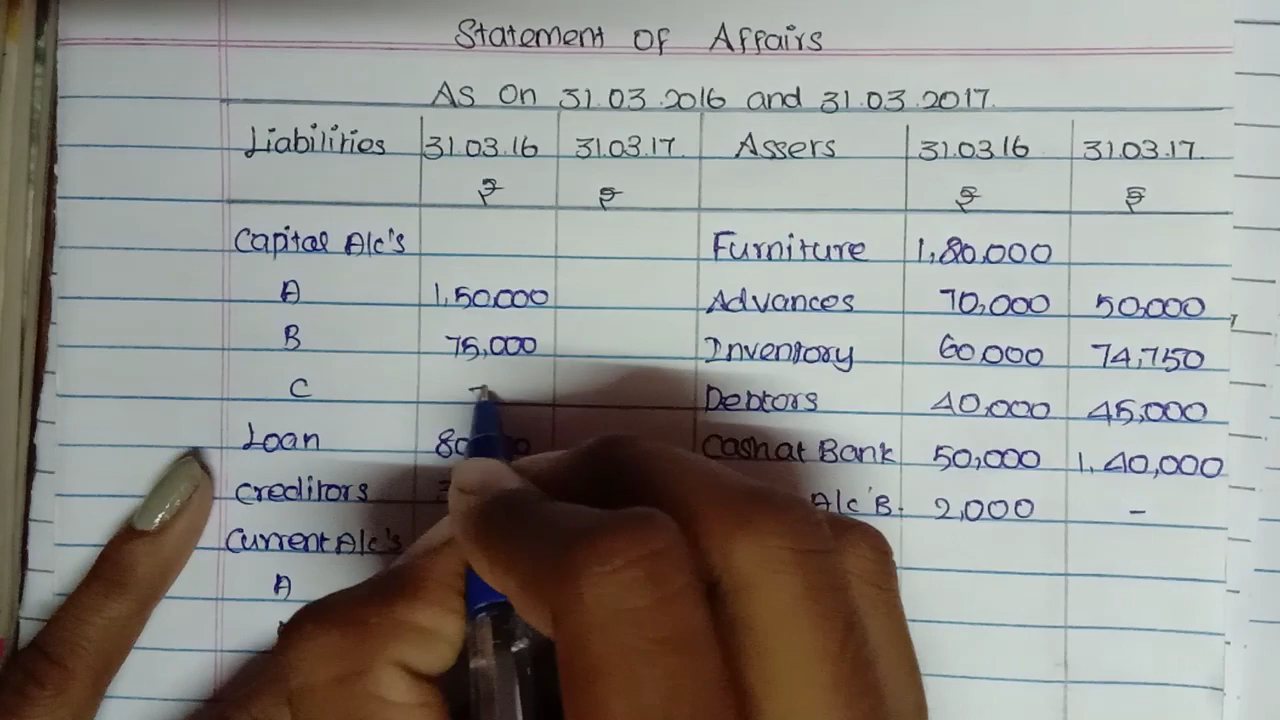 Statement Of Affairs
As on 31.03.2016 and 31.03.2017.
Liabilities 31.03.16 31.03.17. Assers 31.0316 31.03.17.
₹ ₹ ₹ ₹
Capital A/c's Furniture 1,80,000
A 1,50,000 Advances 70,000 50,000
B 75,000 Inventory 60,000 74,750
C Debtors 40,000 45,000
Loan Cash at Bank 50,000 1,40,000
Creditors A/c B. 2,000 -
Current A/c's
A